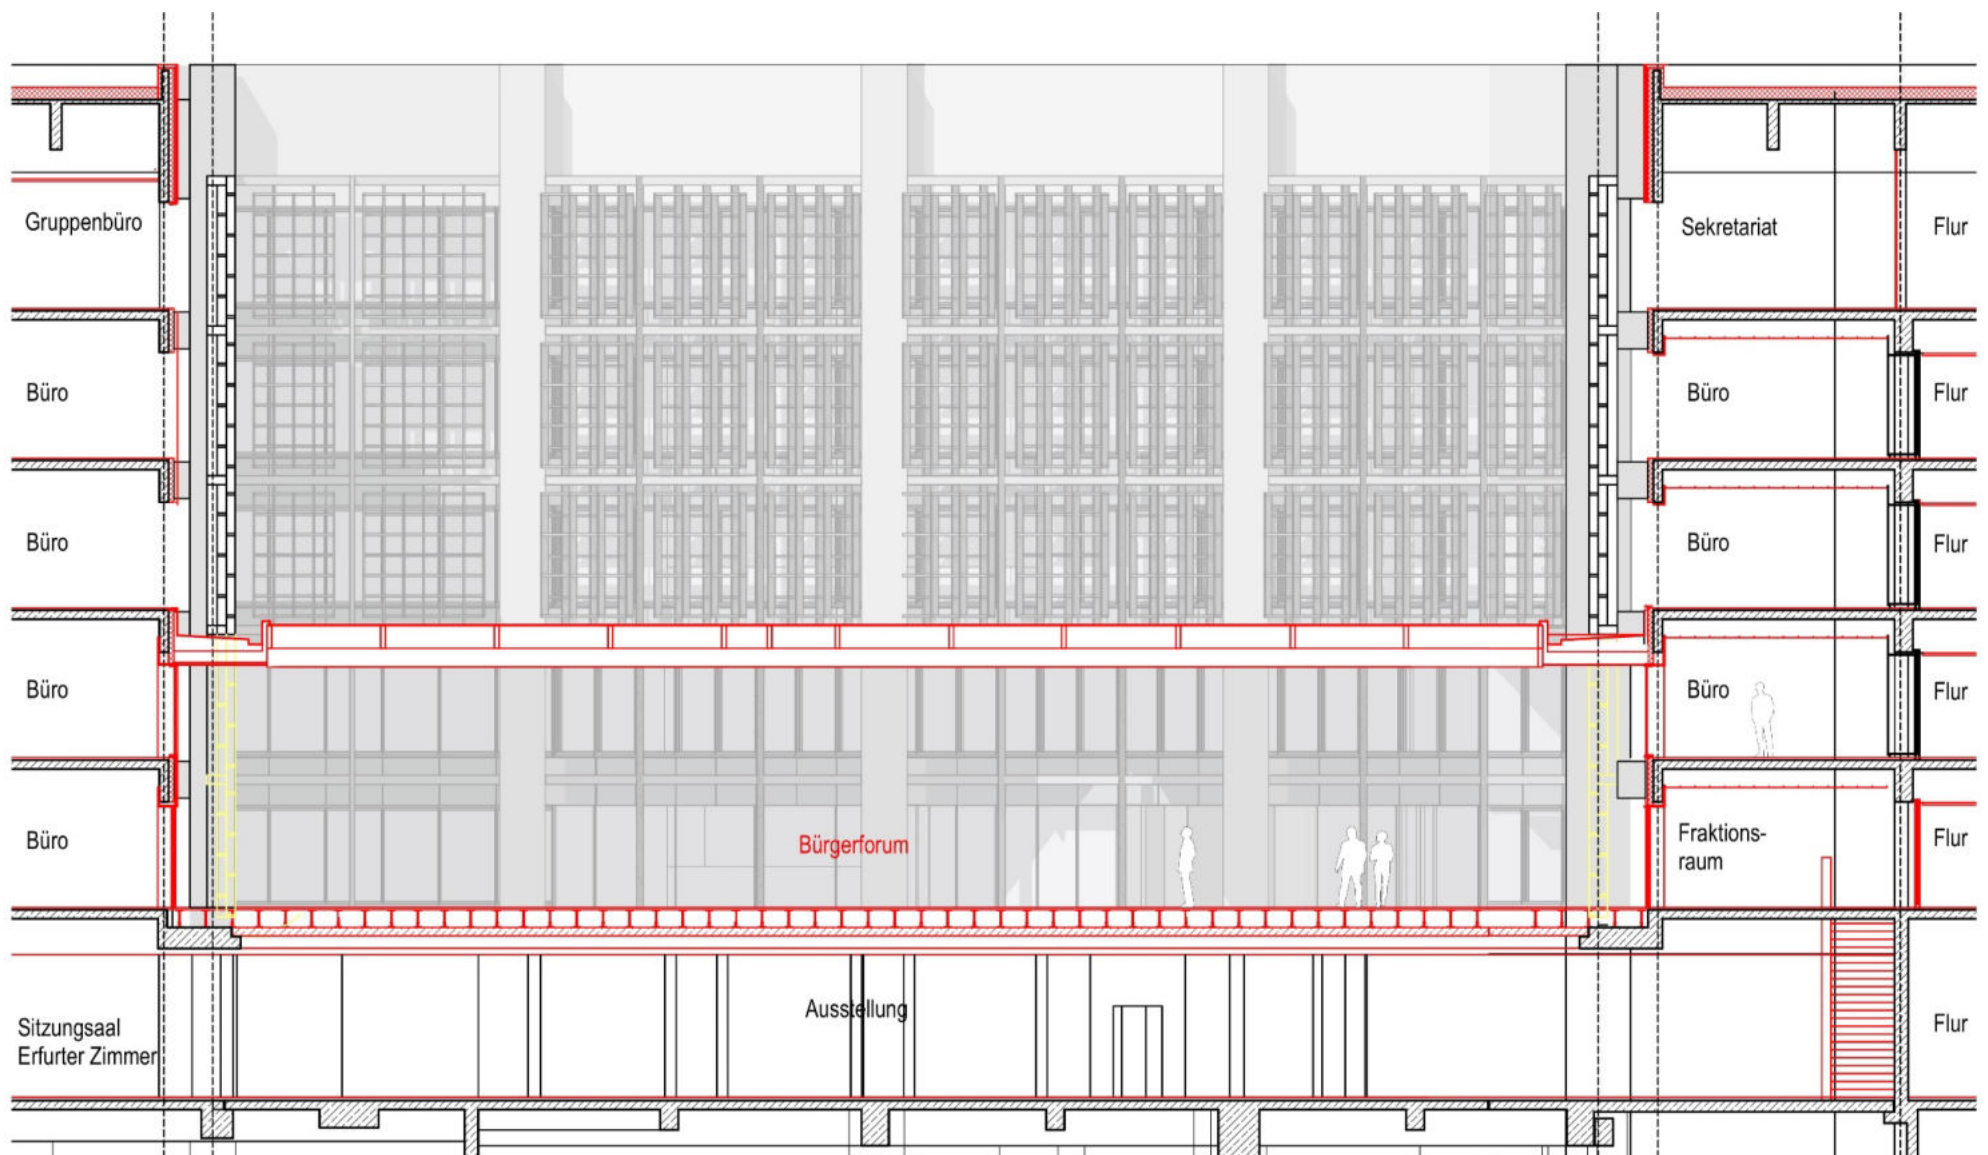 Gruppenbüro
Sekretariat
Flur
Büro
Büro
Flur
Büro
Büro
Flur
Büro
Büro
Flur
Büro
Bürgerforum
Fraktions-
raum
Flur
Sitzungsaal
Erfurter Zimmer
Ausstellung
Flur